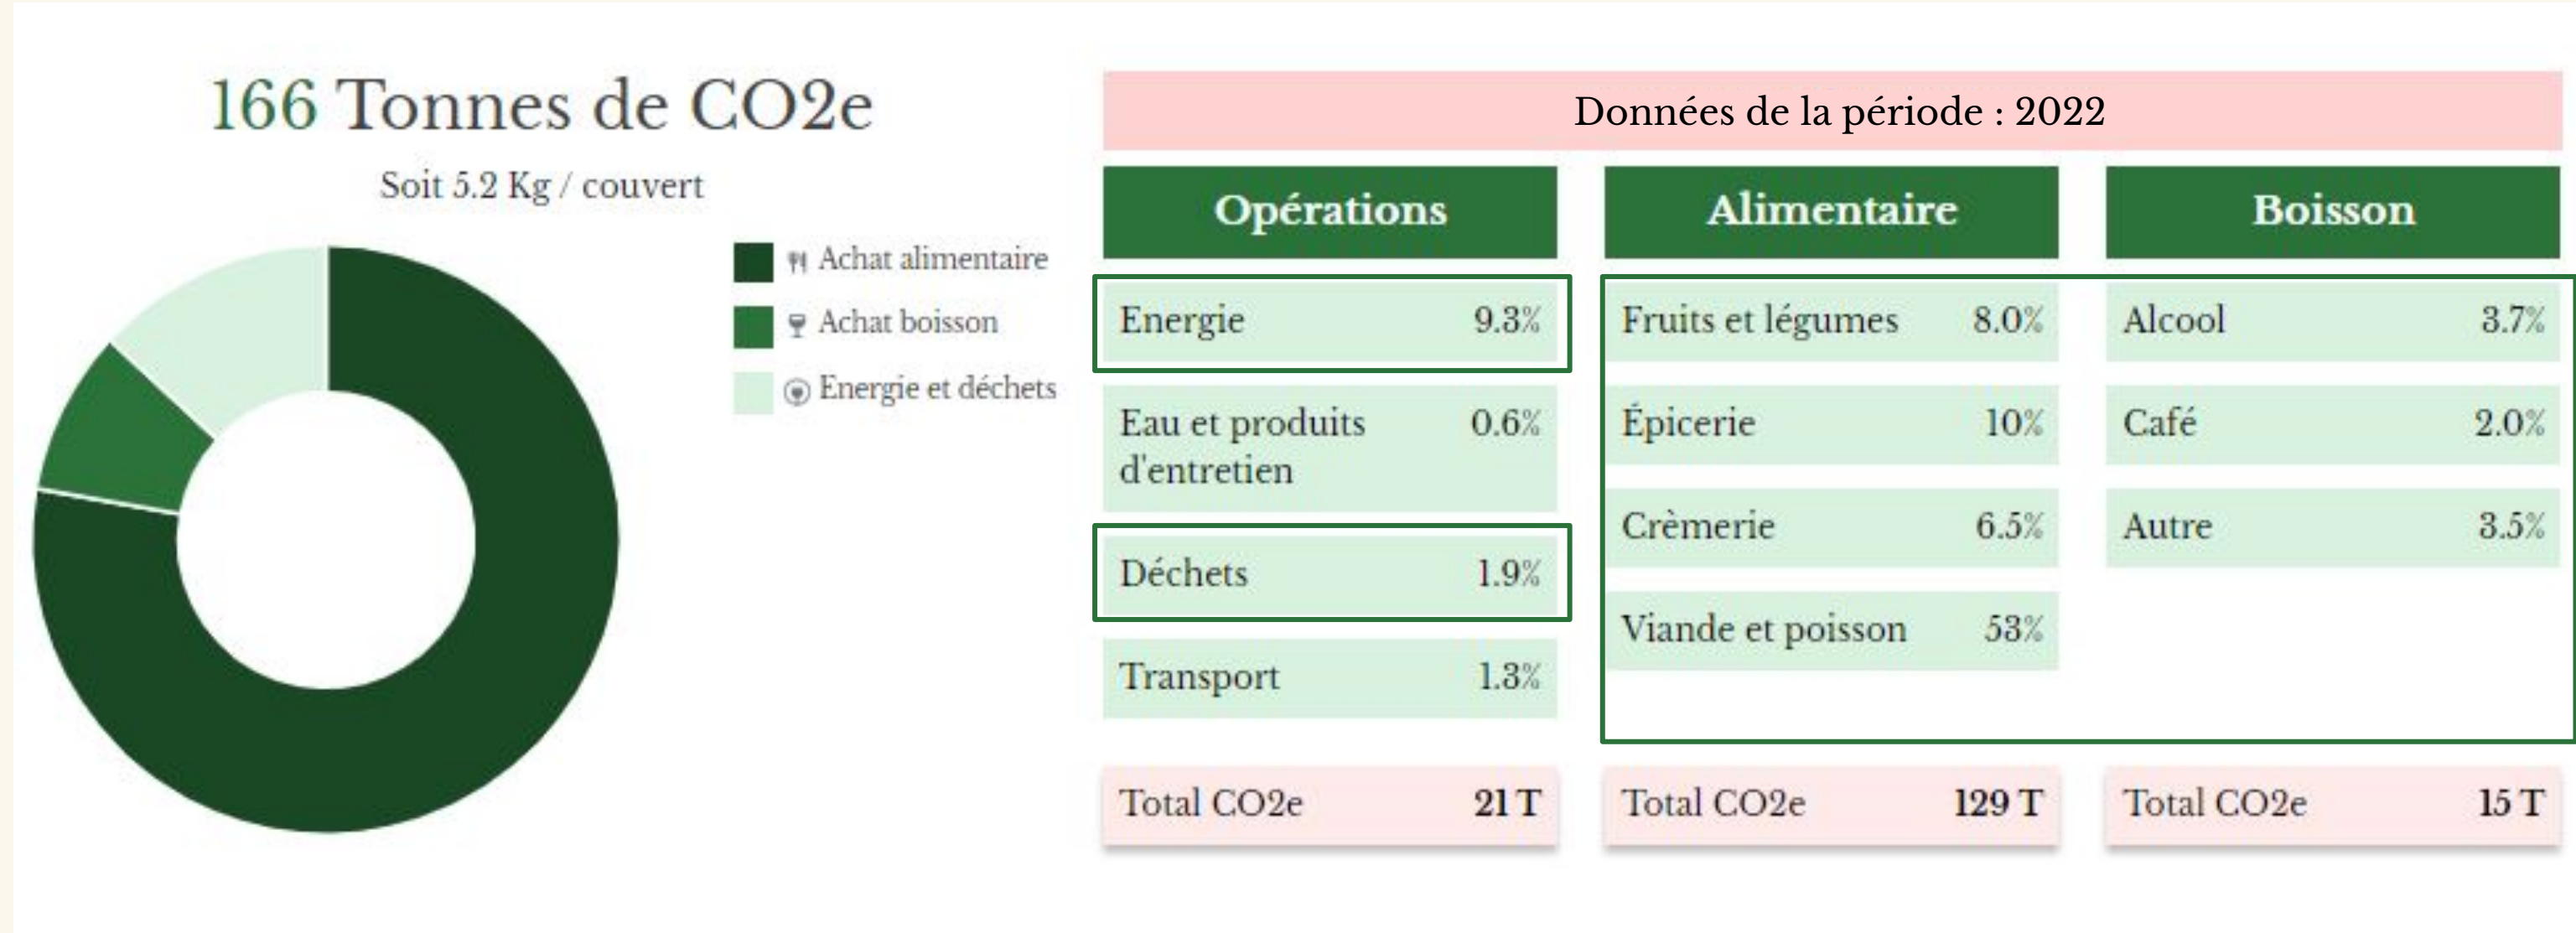 166 Tonnes de CO2e
Soit 5.2 Kg / couvert
Achat alimentaire
Achat boisson
Energie et déchets
Données de la période : 2022
Opérations
Energie 9.3%
Eau et produits 0.6%
d'entretien
Déchets 1.9%
Transport 1.3%
Total CO2e 21 T
Alimentaire
Fruits et légumes 8.0%
Épicerie 10%
Crèmerie 6.5%
Viande et poisson 53%
Total CO2e 129 T
Boisson
Alcool 3.7%
Café 2.0%
Autre 3.5%
Total CO2e 15 T